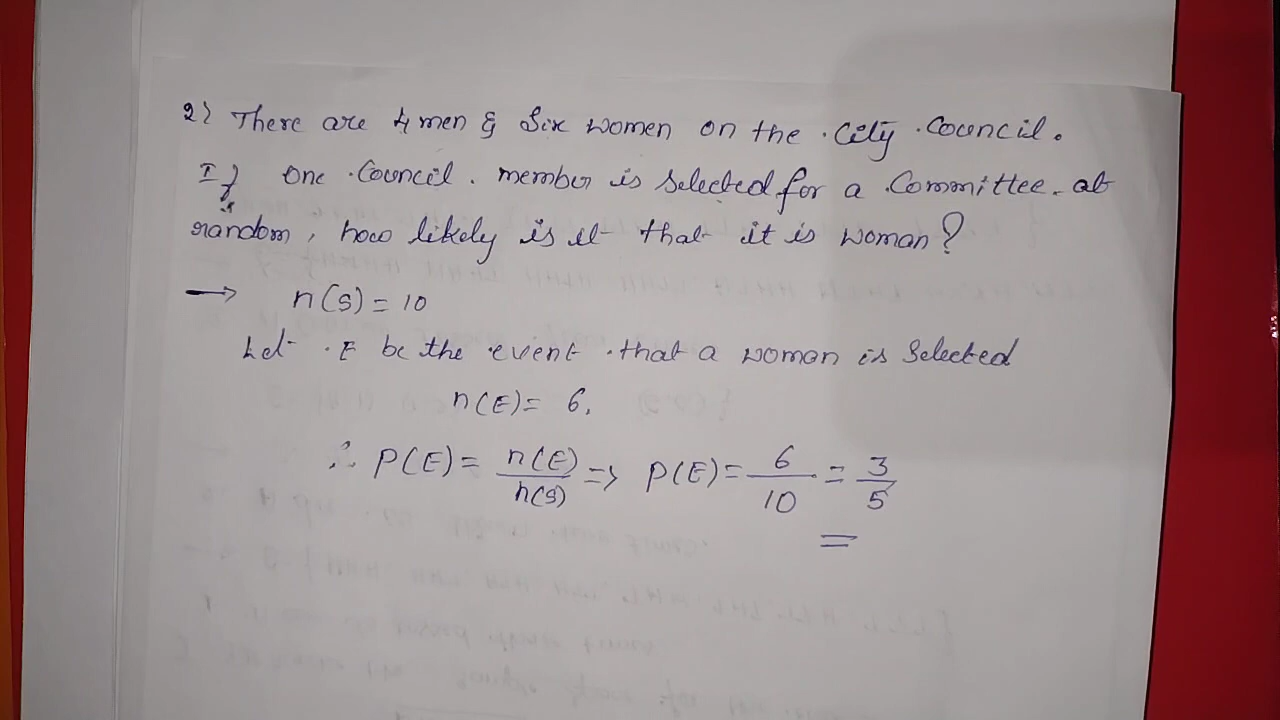 2) There are 4 men & Six women on the City Council.
If one Council member is selected for a Committee at
random, how likely is it that it is woman?
→ n(S) = 10
Let E be the event that a woman is Selected
n(E) = 6.
∴ P(E) = n(E)/n(S) => P(E) = 6/10 = 3/5